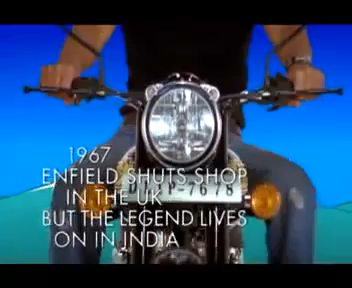 1967
ENFIELD SHUTS SHOP
IN THE UK
BUT THE LEGEND LIVES
ON IN INDIA